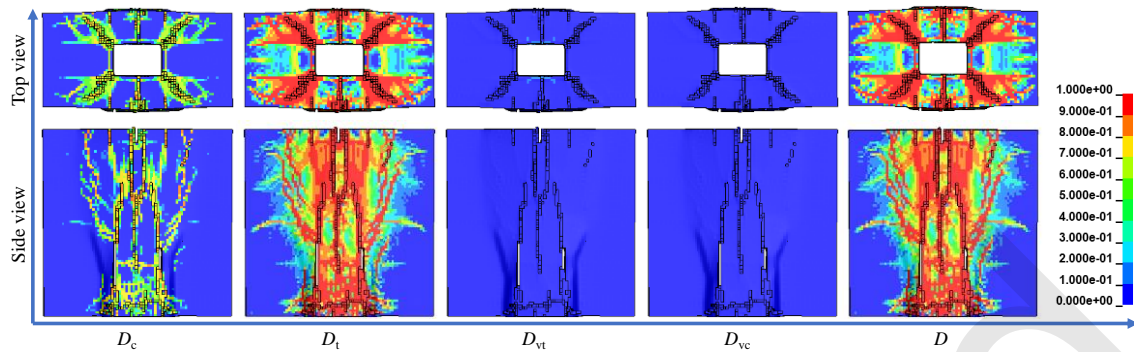 Top view
Side view
1.000e+00
9.000e-01
8.000e-01
7.000e-01
6.000e-01
5.000e-01
4.000e-01
3.000e-01
2.000e-01
1.000e-01
0.000e+00
Dc Dt Dvt Dvc D